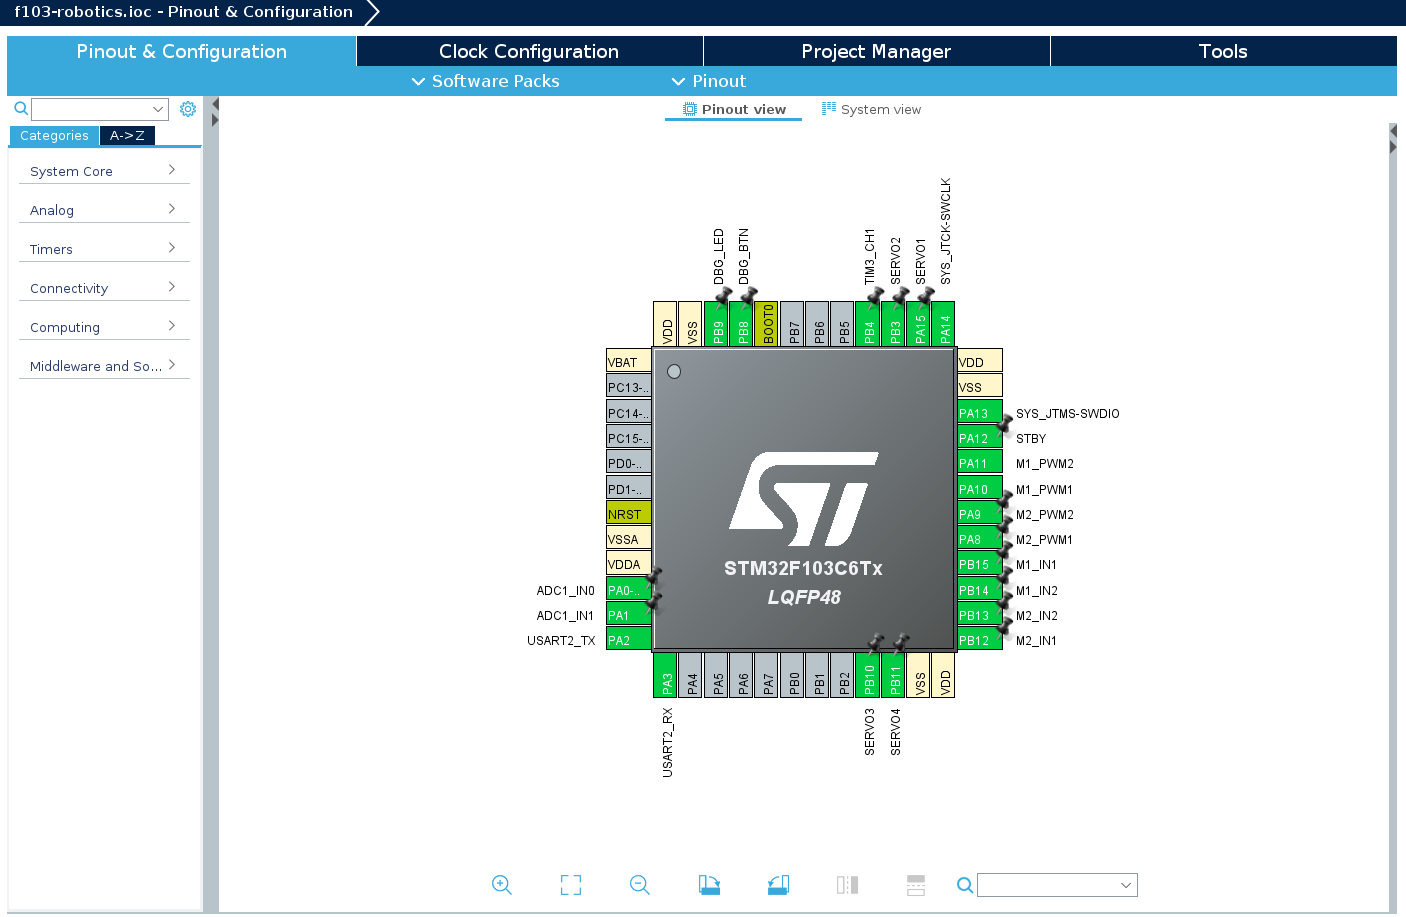 f103-robotics.ioc - Pinout & Configuration
Pinout & Configuration
Clock Configuration
Project Manager
Tools
Software Packs
Pinout
Pinout view
System view
Categories
A->Z
System Core
Analog
Timers
Connectivity
Computing
Middleware and So...
DBG_LED
DBG_BTN
TIM3_CH1
SERVO2
SERVO1
SYS_JTCK-SWCLK
VDD
VSS
PB9
PB8
BOOT0
PB7
PB6
PB5
PB4
PB3
PA15
PA14
VBAT
PC13-..
PC14-..
PC15-..
PD0-..
PD1-..
NRST
VSSA
VDDA
ADC1_IN0
PA0-..
ADC1_IN1
PA1
USART2_TX
PA2
STM32F103C6Tx
LQFP48
VDD
VSS
PA13
SYS_JTMS-SWDIO
PA12
STBY
PA11
M1_PWM2
PA10
M1_PWM1
PA9
M2_PWM2
PA8
M2_PWM1
PB15
M1_IN1
PB14
M1_IN2
PB13
M2_IN2
PB12
M2_IN1
PA3
PA4
PA5
PA6
PA7
PB0
PB1
PB2
PB10
PB11
VSS
VDD
USART2_RX
SERVO3
SERVO4